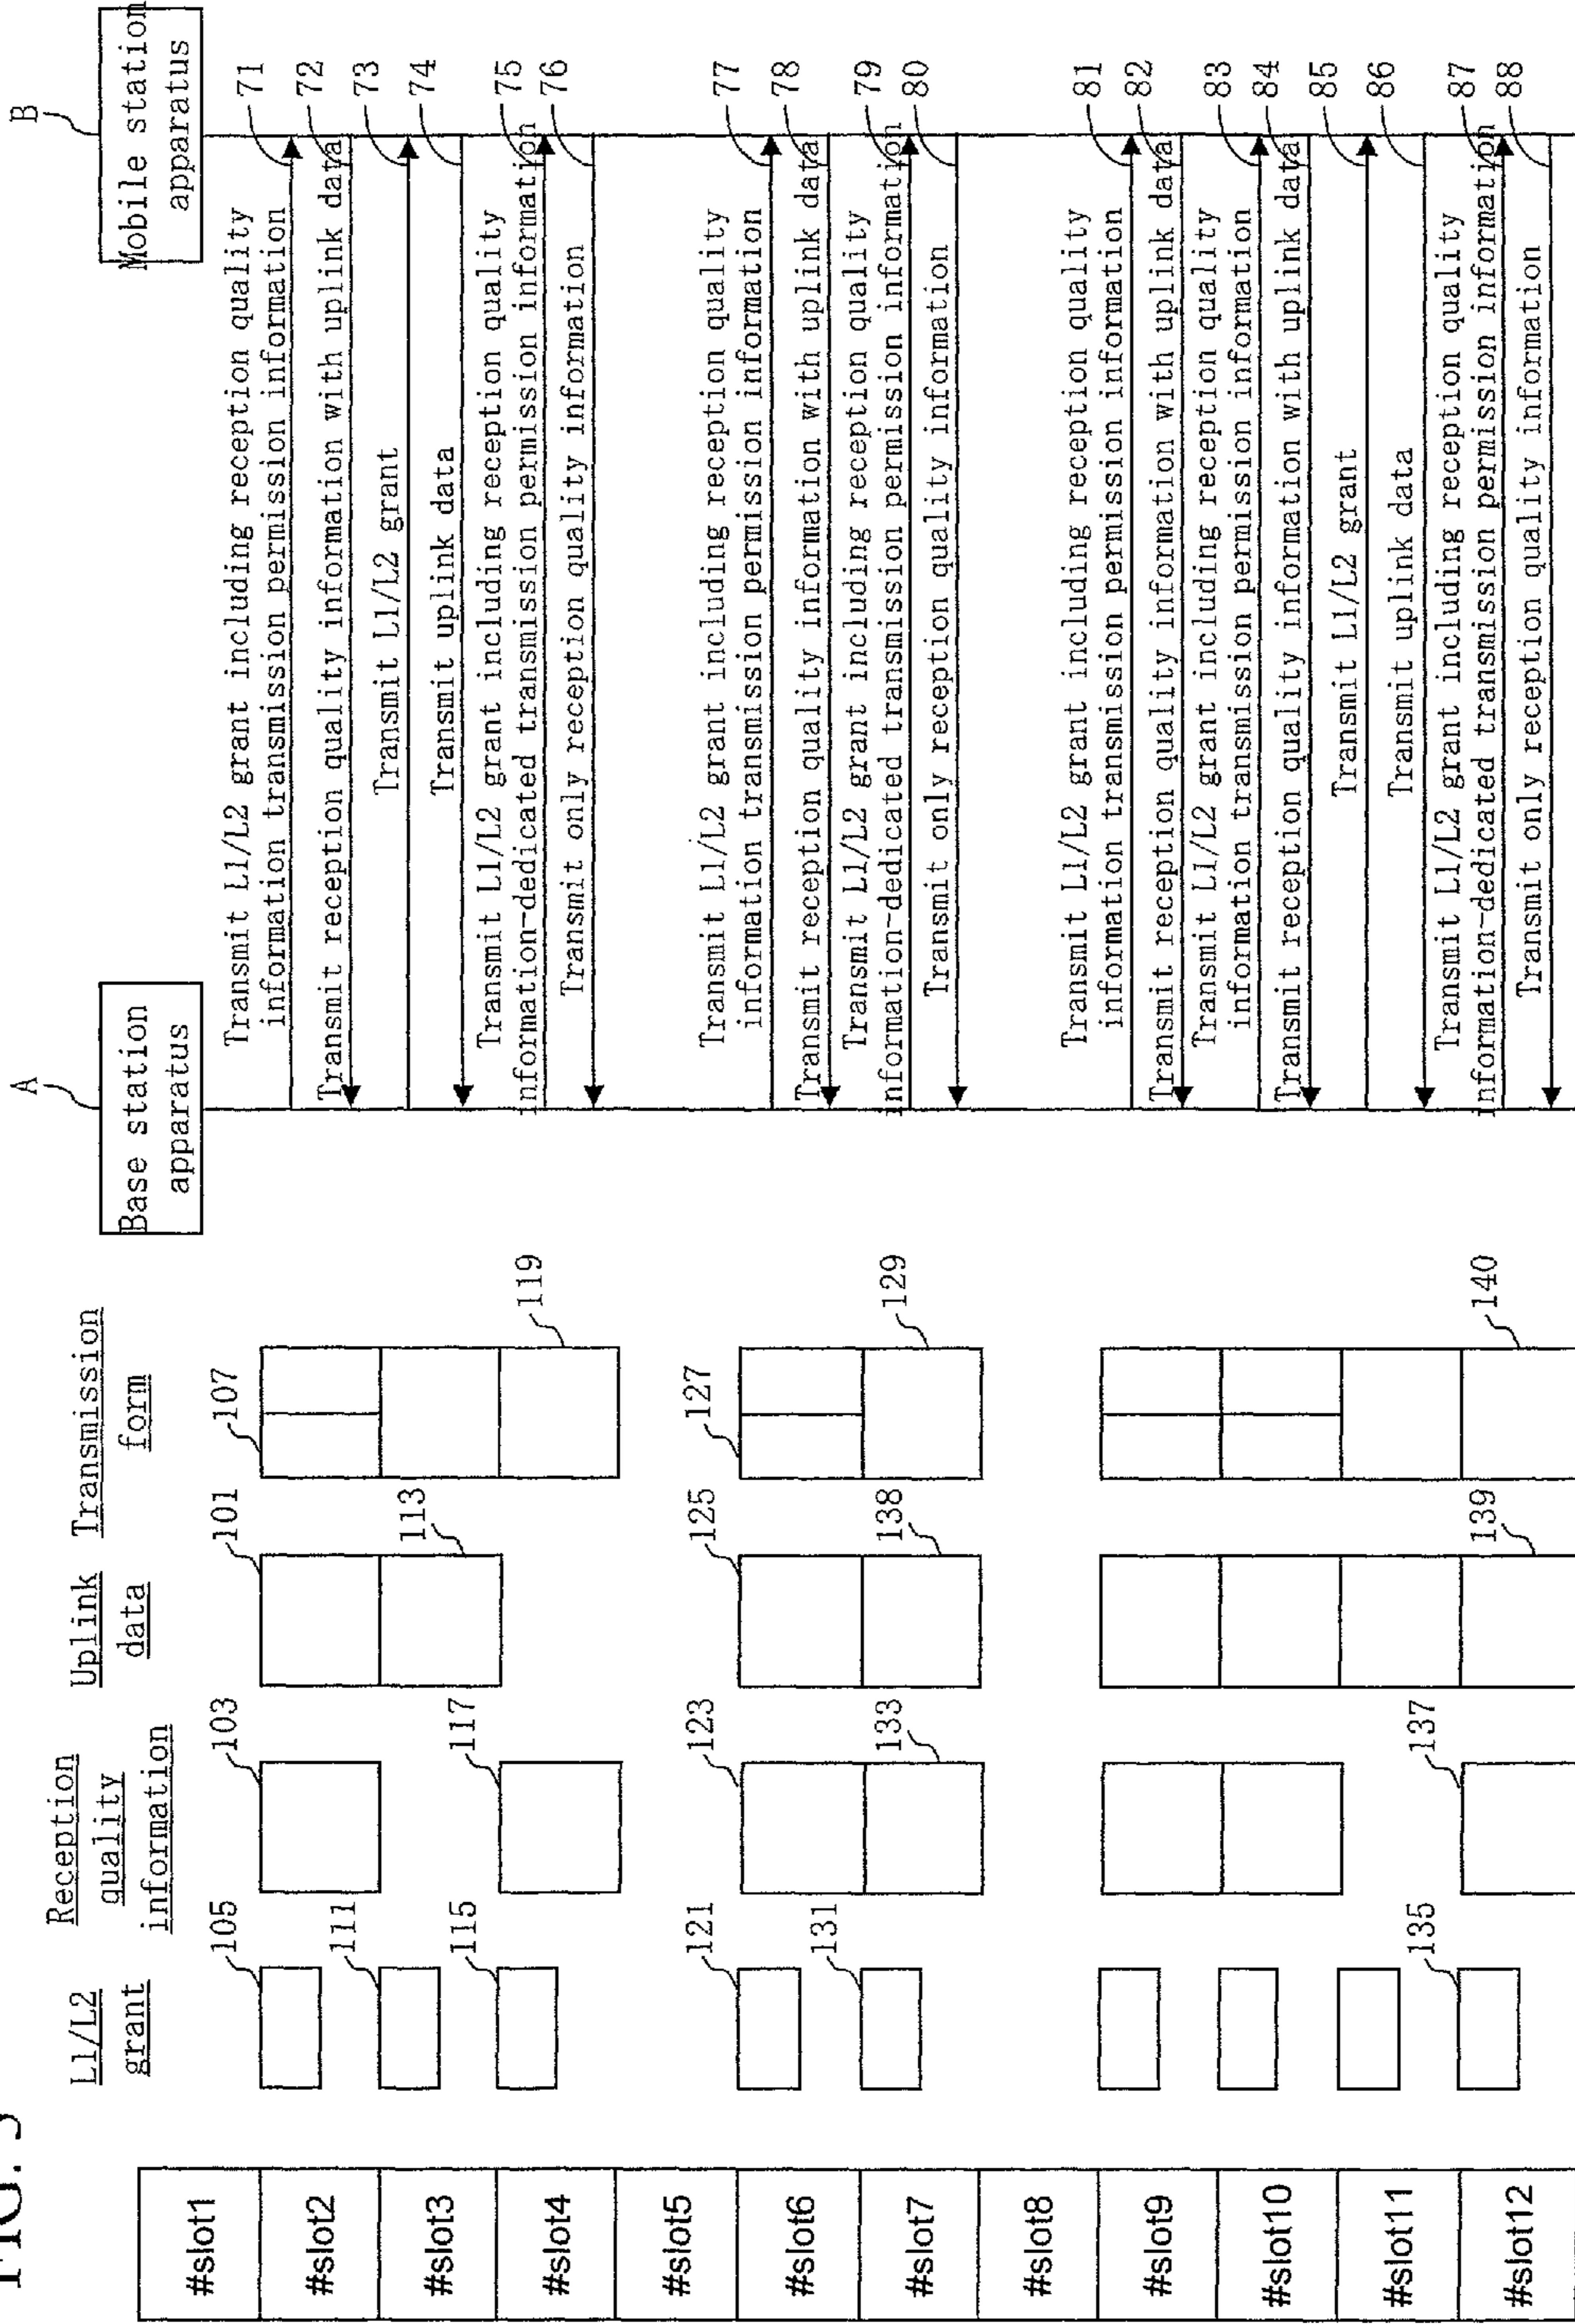 FIG. 5
L1/L2
grant
Reception
quality
information
Uplink
data
Transmission
form
A
Base station
apparatus
B
Mobile station
apparatus
#slot1
#slot2
#slot3
#slot4
#slot5
#slot6
#slot7
#slot8
#slot9
#slot10
#slot11
#slot12
105
111
115
121
131
135
103
117
123
133
137
101
113
125
138
139
107
119
127
129
140
Transmit L1/L2 grant including reception quality
information transmission permission information
71
Transmit reception quality information with uplink data
72
Transmit L1/L2 grant
73
Transmit uplink data
74
Transmit L1/L2 grant including reception quality
information-dedicated transmission permission information
75
Transmit only reception quality information
76
Transmit L1/L2 grant including reception quality
information transmission permission information
77
Transmit reception quality information with uplink data
78
Transmit L1/L2 grant including reception quality
information-dedicated transmission permission information
79
Transmit only reception quality information
80
Transmit L1/L2 grant including reception quality
information transmission permission information
81
Transmit reception quality information with uplink data
82
Transmit L1/L2 grant including reception quality
information transmission permission information
83
Transmit reception quality information with uplink data
84
Transmit L1/L2 grant
85
Transmit uplink data
86
Transmit L1/L2 grant including reception quality
information-dedicated transmission permission information
87
Transmit only reception quality information
88